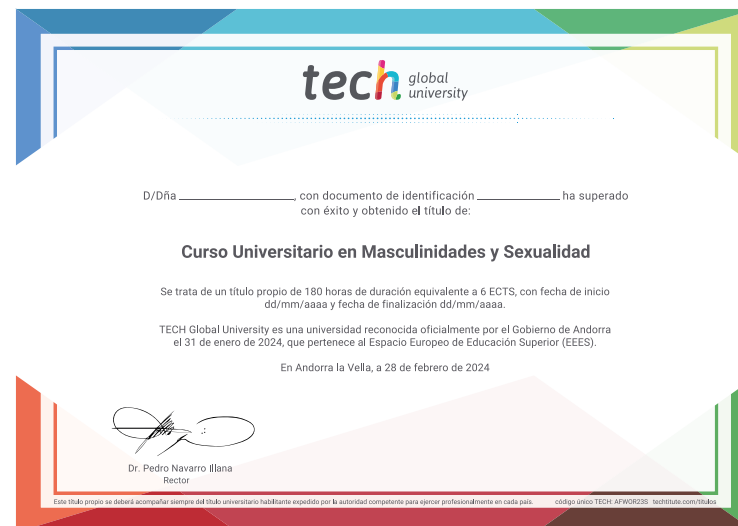 tech global university
D/Dña ______________, con documento de identificación ____________ ha superado
con éxito y obtenido el título de:
Curso Universitario en Masculinidades y Sexualidad
Se trata de un título propio de 180 horas de duración equivalente a 6 ECTS, con fecha de inicio
dd/mm/aaaa y fecha de finalización dd/mm/aaaa.
TECH Global University es una universidad reconocida oficialmente por el Gobierno de Andorra
el 31 de enero de 2024, que pertenece al Espacio Europeo de Educación Superior (EEES).
En Andorra la Vella, a 28 de febrero de 2024
Dr. Pedro Navarro Illana
Rector
Este título propio se deberá acompañar siempre del título universitario habilitante expedido por la autoridad competente para ejercer profesionalmente en cada país. código único TECH: AFWOR23S techtitute.com/titulos